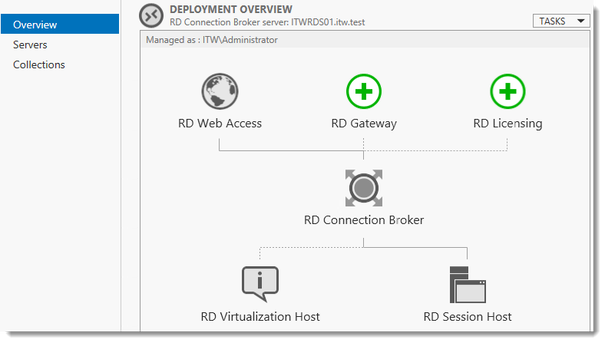 DEPLOYMENT OVERVIEW
RD Connection Broker server: ITWRDS01.itw.test
TASKS
Overview
Servers
Collections
Managed as : ITW\Administrator
RD Web Access
RD Gateway
RD Licensing
RD Connection Broker
RD Virtualization Host
RD Session Host